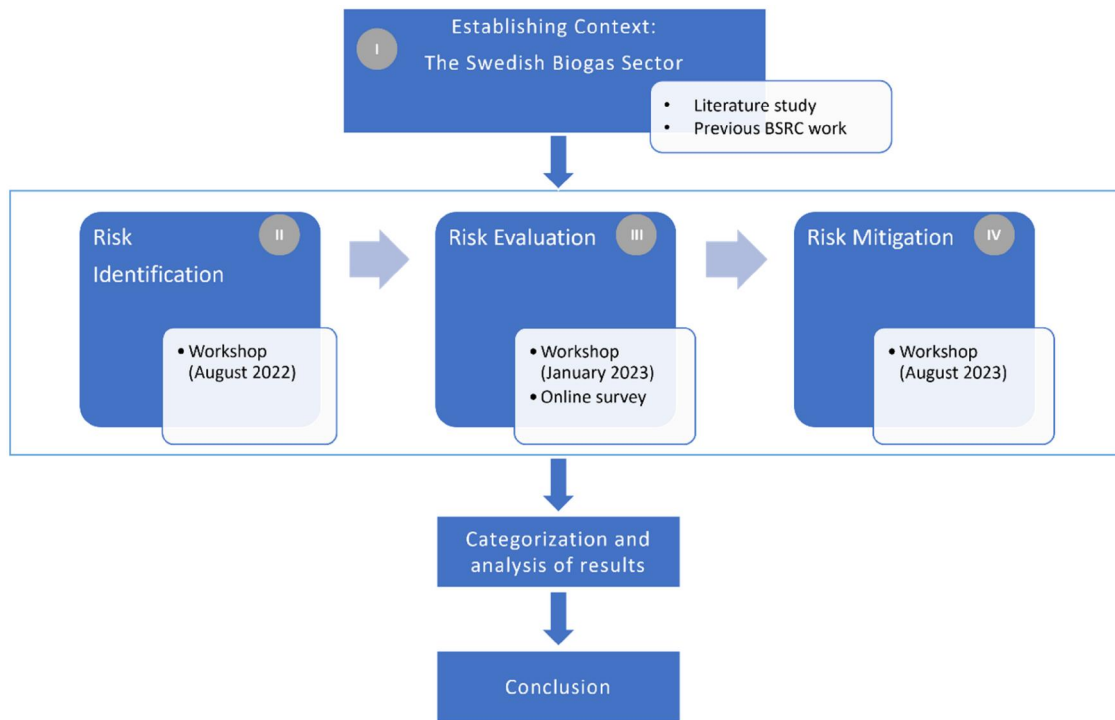 I
Establishing Context:
The Swedish Biogas Sector
• Literature study
• Previous BSRC work
Risk
Identification
II
• Workshop
(August 2022)
Risk Evaluation
III
• Workshop
(January 2023)
• Online survey
Risk Mitigation
IV
• Workshop
(August 2023)
Categorization and
analysis of results
Conclusion